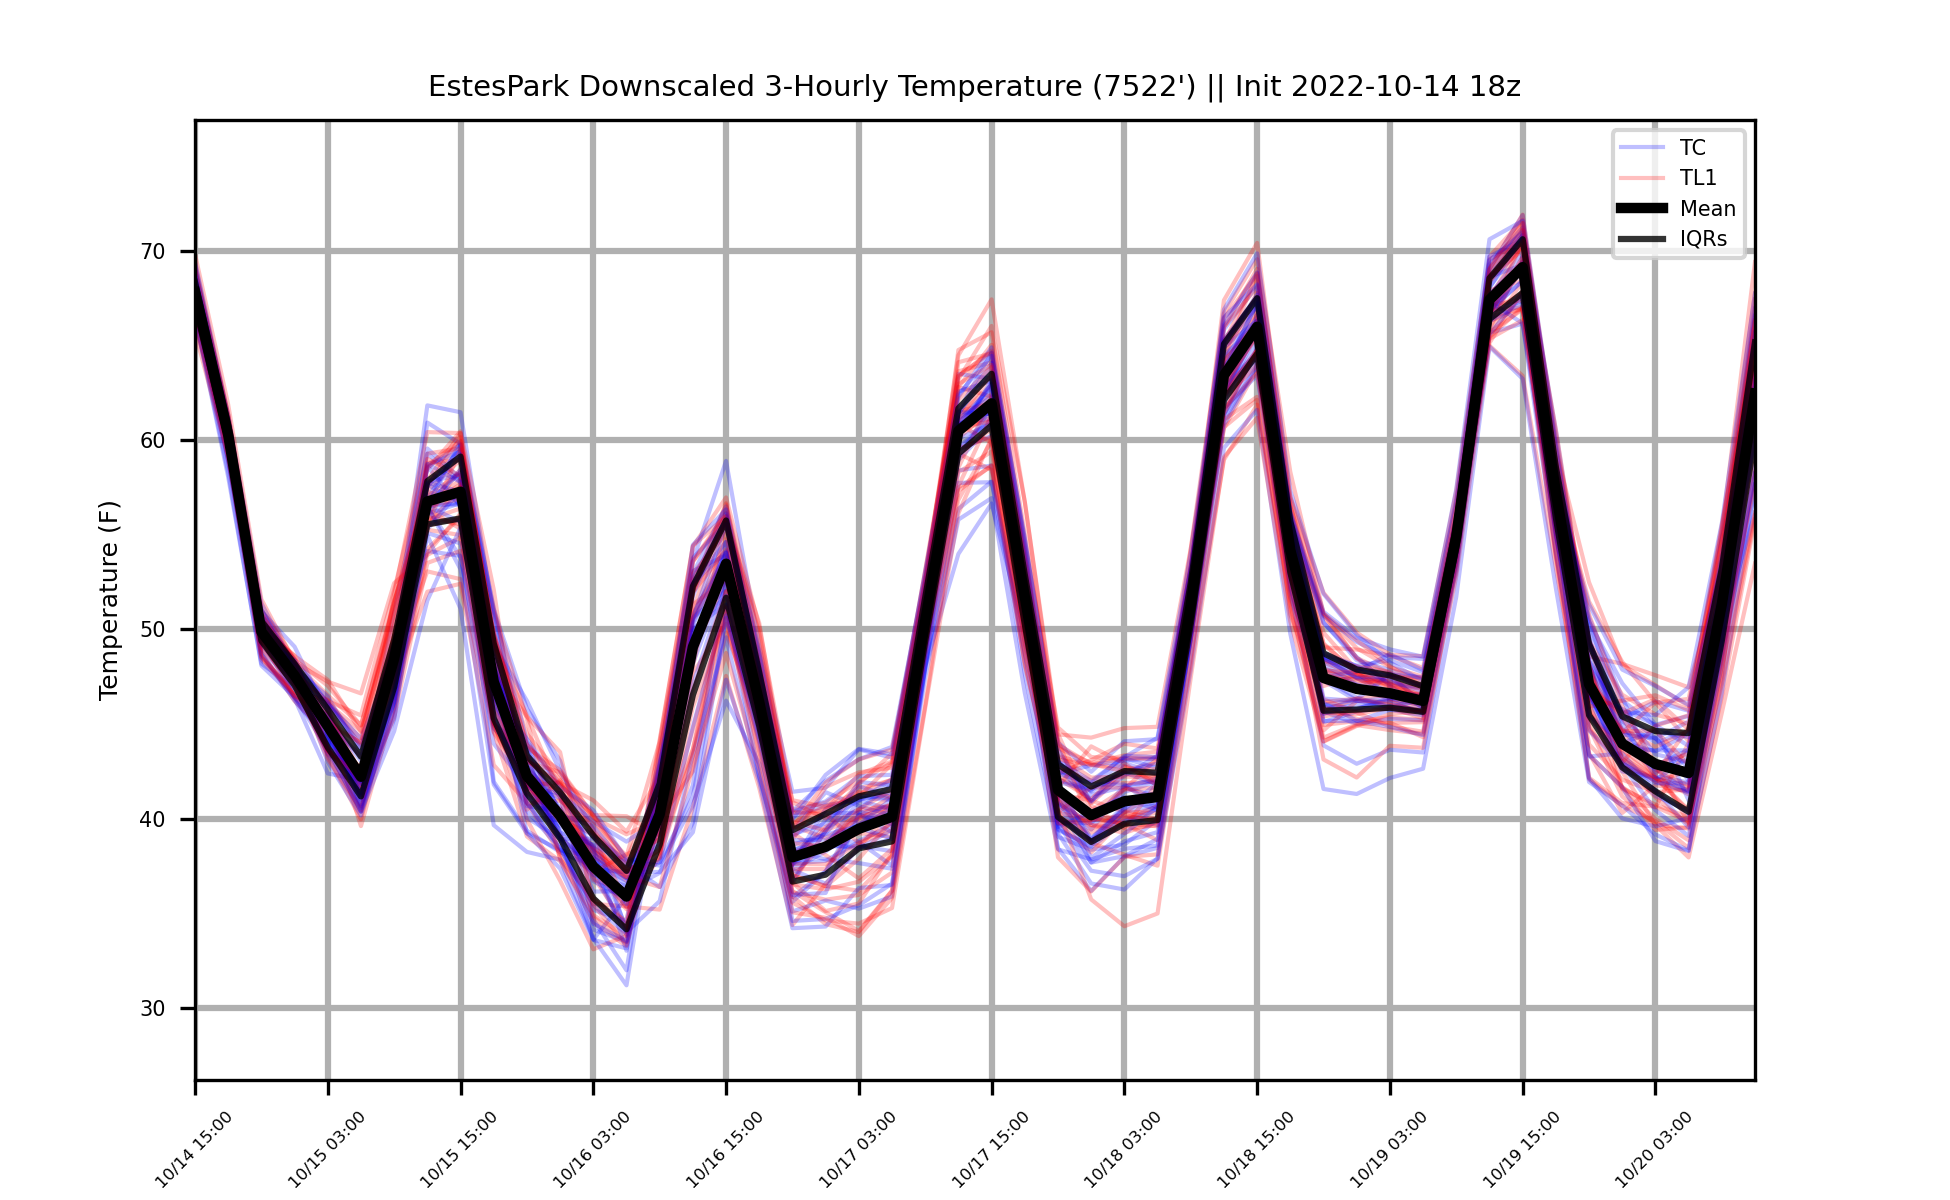 EstesPark Downscaled 3-Hourly Temperature (7522') || Init 2022-10-14 18z
TC
TL1
Mean
IQRs
Temperature (F)
70
60
50
40
30
10/14 15:00
10/15 03:00
10/15 15:00
10/16 03:00
10/16 15:00
10/17 03:00
10/17 15:00
10/18 03:00
10/18 15:00
10/19 03:00
10/19 15:00
10/20 03:00